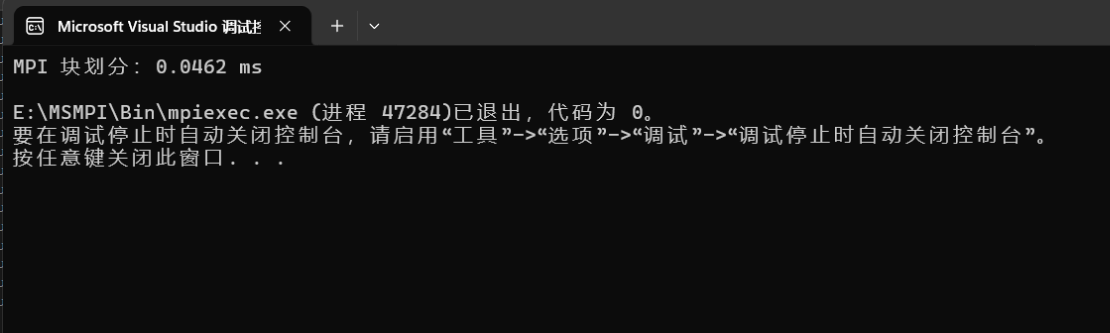 Microsoft Visual Studio 调试控
MPI 块划分: 0.0462 ms
E:\MSMPI\Bin\mpiexec.exe (进程 47284)已退出，代码为 0。
要在调试停止时自动关闭控制台，请启用“工具”->“选项”->“调试”->“调试停止时自动关闭控制台”。
按任意键关闭此窗口. . .